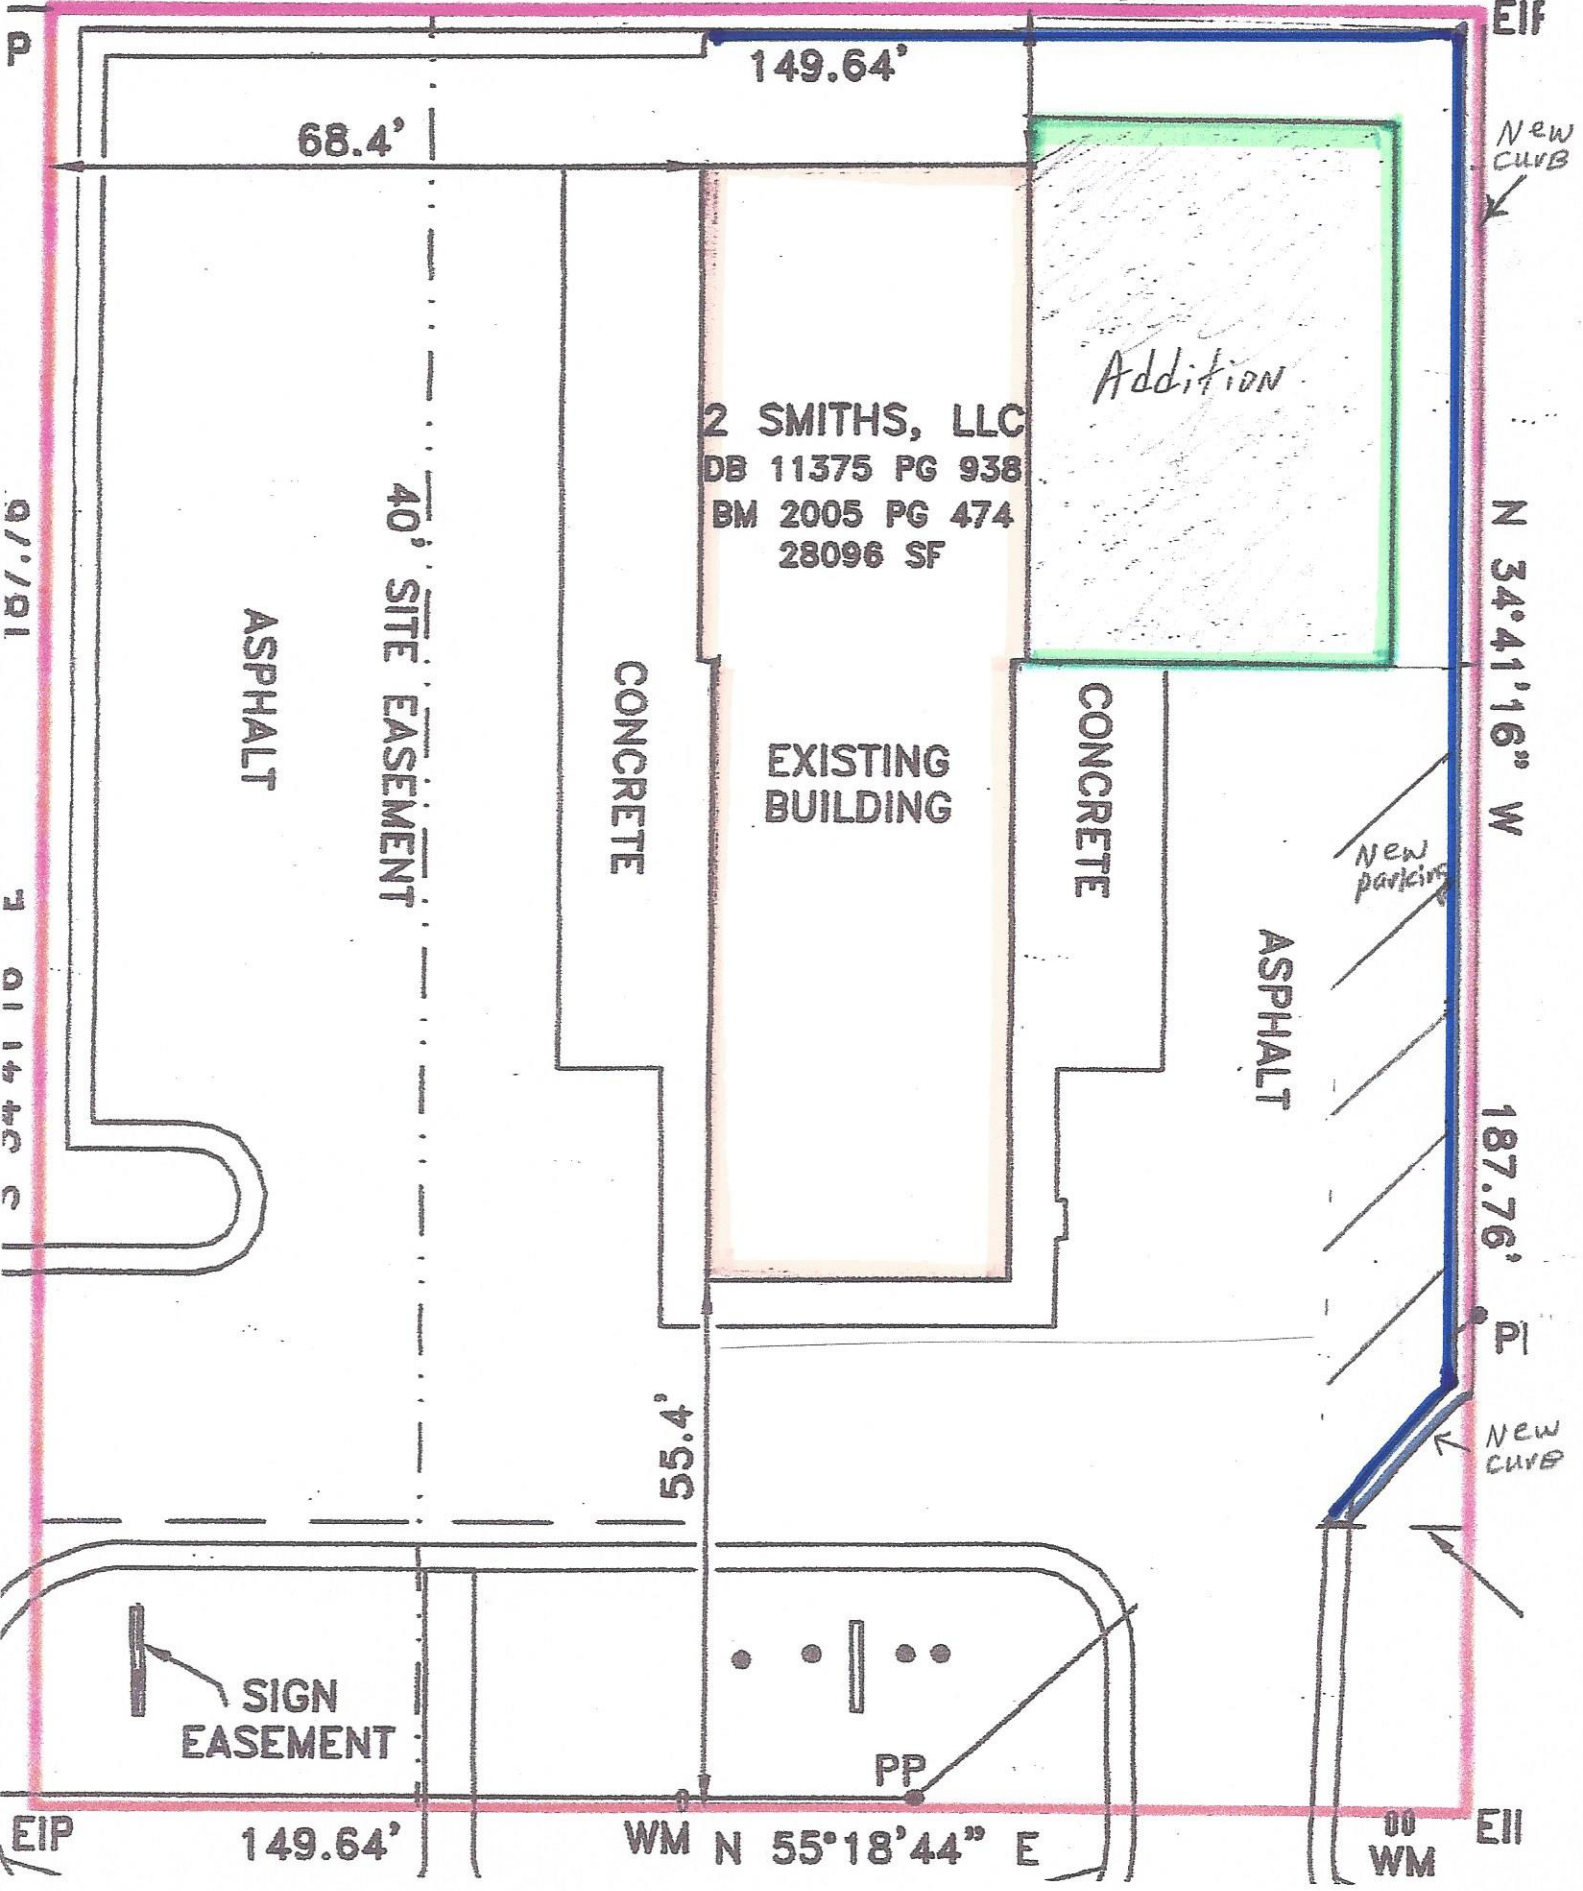 EIF
P
149.64'
68.4'
New
curB
Addition
2 SMITHS, LLC
DB 11375 PG 938
BM 2005 PG 474
28096 SF
40' SITE EASEMENT
ASPHALT
CONCRETE
EXISTING
BUILDING
CONCRETE
ASPHALT
N 34°41'16" W
187.76'
New
parking
PI
New
curB
55.4'
SIGN
EASEMENT
PP
EIP
149.64'
WM
N 55°18'44" E
WM